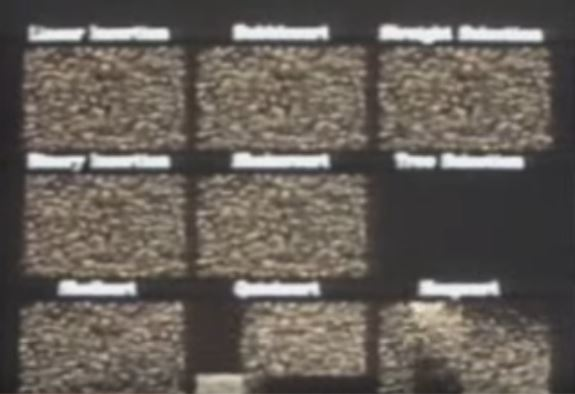 Linear Insertion Bubblesort Straight Selection
Binary Insertion Shakersort Tree Selection
Shellsort Quicksort Heapsort